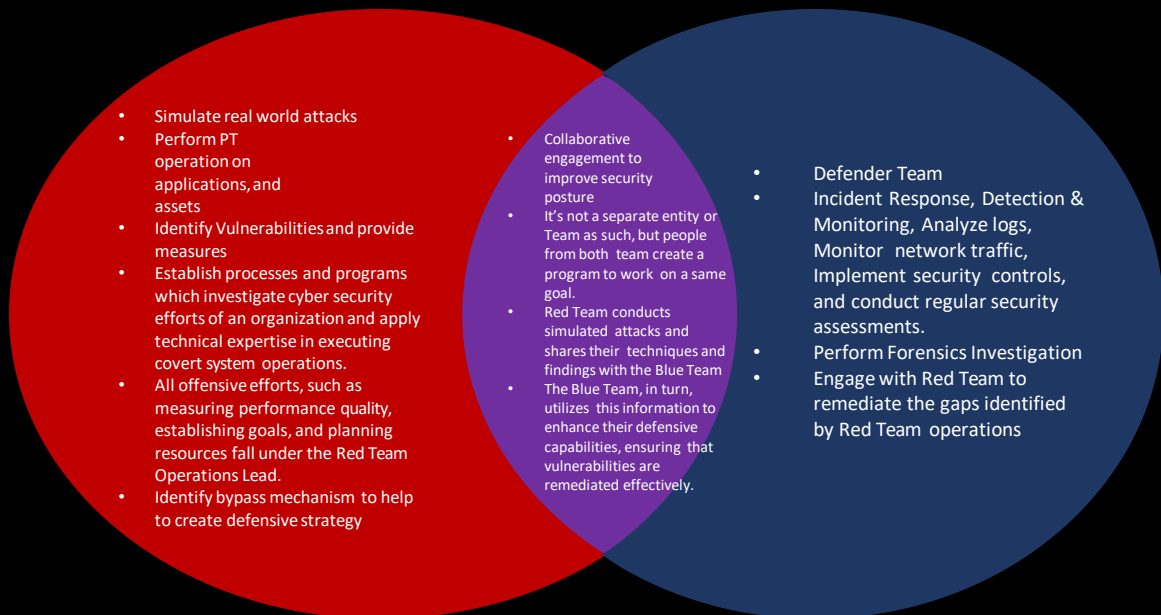 • Simulate real world attacks
• Perform PT
operation on
applications, and
assets
• Identify Vulnerabilities and provide
measures
• Establish processes and programs
which investigate cyber security
efforts of an organization and apply
technical expertise in executing
covert system operations.
• All offensive efforts, such as
measuring performance quality,
establishing goals, and planning
resources fall under the Red Team
Operations Lead.
• Identify bypass mechanism to help
to create defensive strategy
• Collaborative
engagement to
improve security
posture
• It’s not a separate entity or
Team as such, but people
from both team create a
program to work on a same
goal.
• Red Team conducts
simulated attacks and
shares their techniques and
findings with the Blue Team
• The Blue Team, in turn,
utilizes this information to
enhance their defensive
capabilities, ensuring that
vulnerabilities are
remediated effectively.
• Defender Team
• Incident Response, Detection &
Monitoring, Analyze logs,
Monitor network traffic,
Implement security controls,
and conduct regular security
assessments.
• Perform Forensics Investigation
• Engage with Red Team to
remediate the gaps identified
by Red Team operations